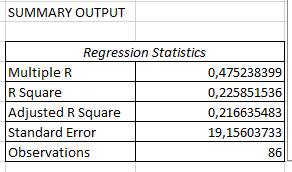 SUMMARY OUTPUT
Regression Statistics
Multiple R 0,475238399
R Square 0,225851536
Adjusted R Square 0,216635483
Standard Error 19,15603733
Observations 86